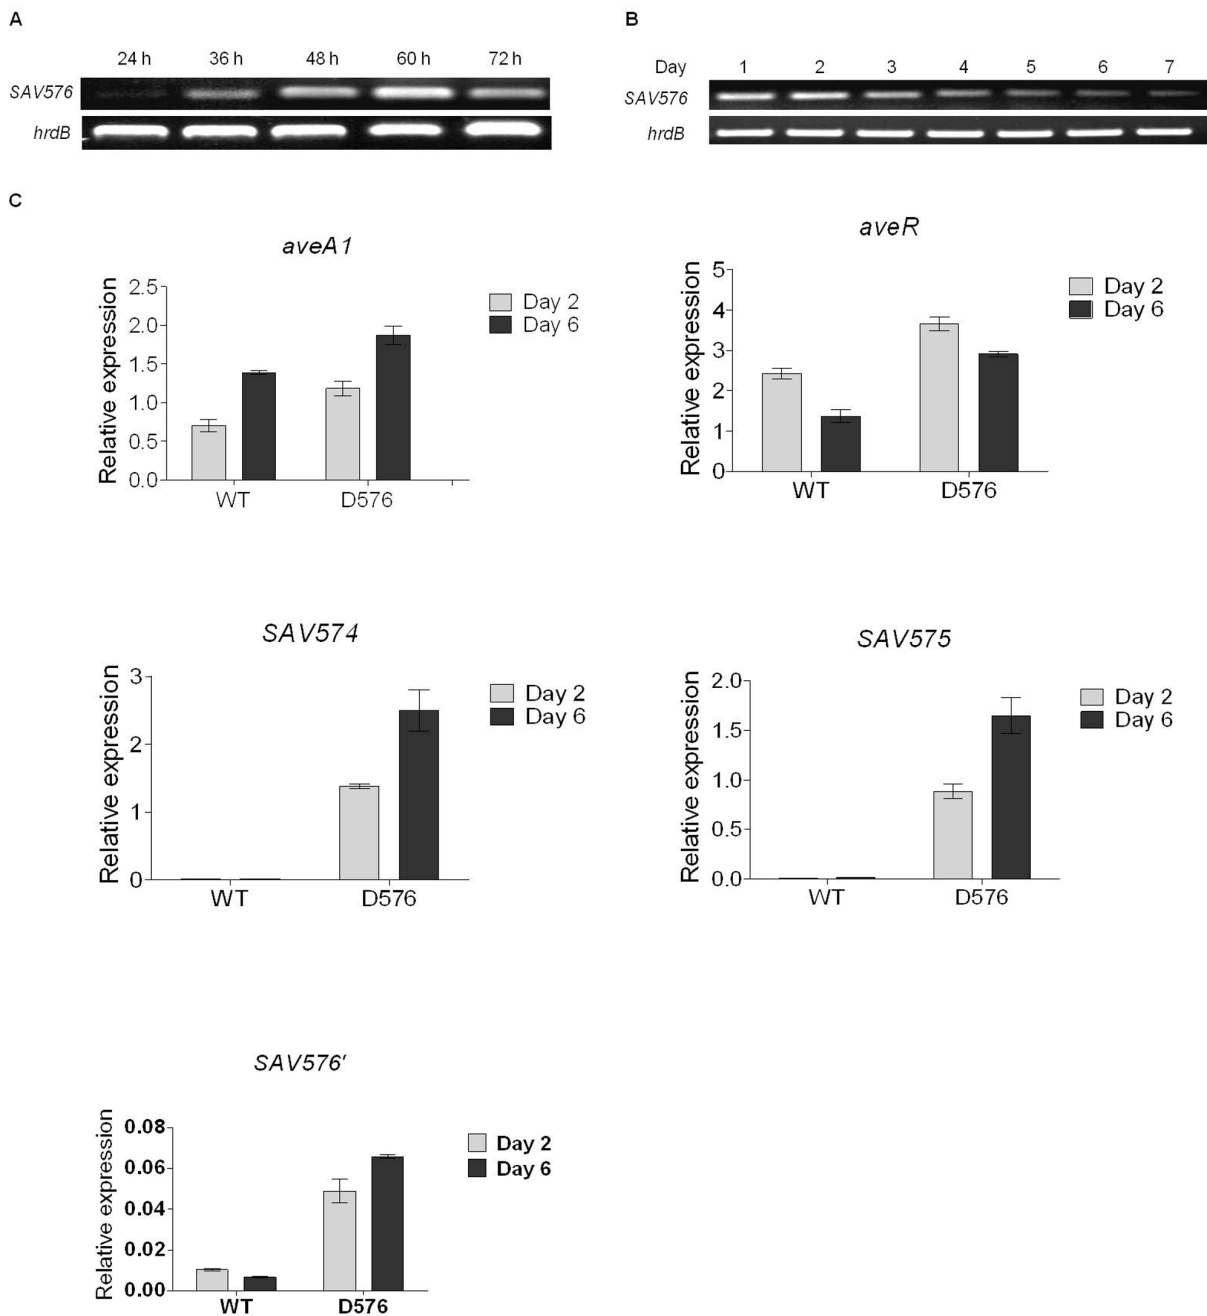 A
24 h 36 h 48 h 60 h 72 h
SAV576
hrdB
B
Day 1 2 3 4 5 6 7
SAV576
hrdB
C
aveA1
Relative expression
2.5
2.0
1.5
1.0
0.5
0.0
WT D576
Day 2
Day 6
aveR
Relative expression
5
4
3
2
1
0
WT D576
Day 2
Day 6
SAV574
Relative expression
3
2
1
0
WT D576
Day 2
Day 6
SAV575
Relative expression
2.0
1.5
1.0
0.5
0.0
WT D576
Day 2
Day 6
SAV576'
Relative expression
0.08
0.06
0.04
0.02
0.00
WT D576
Day 2
Day 6